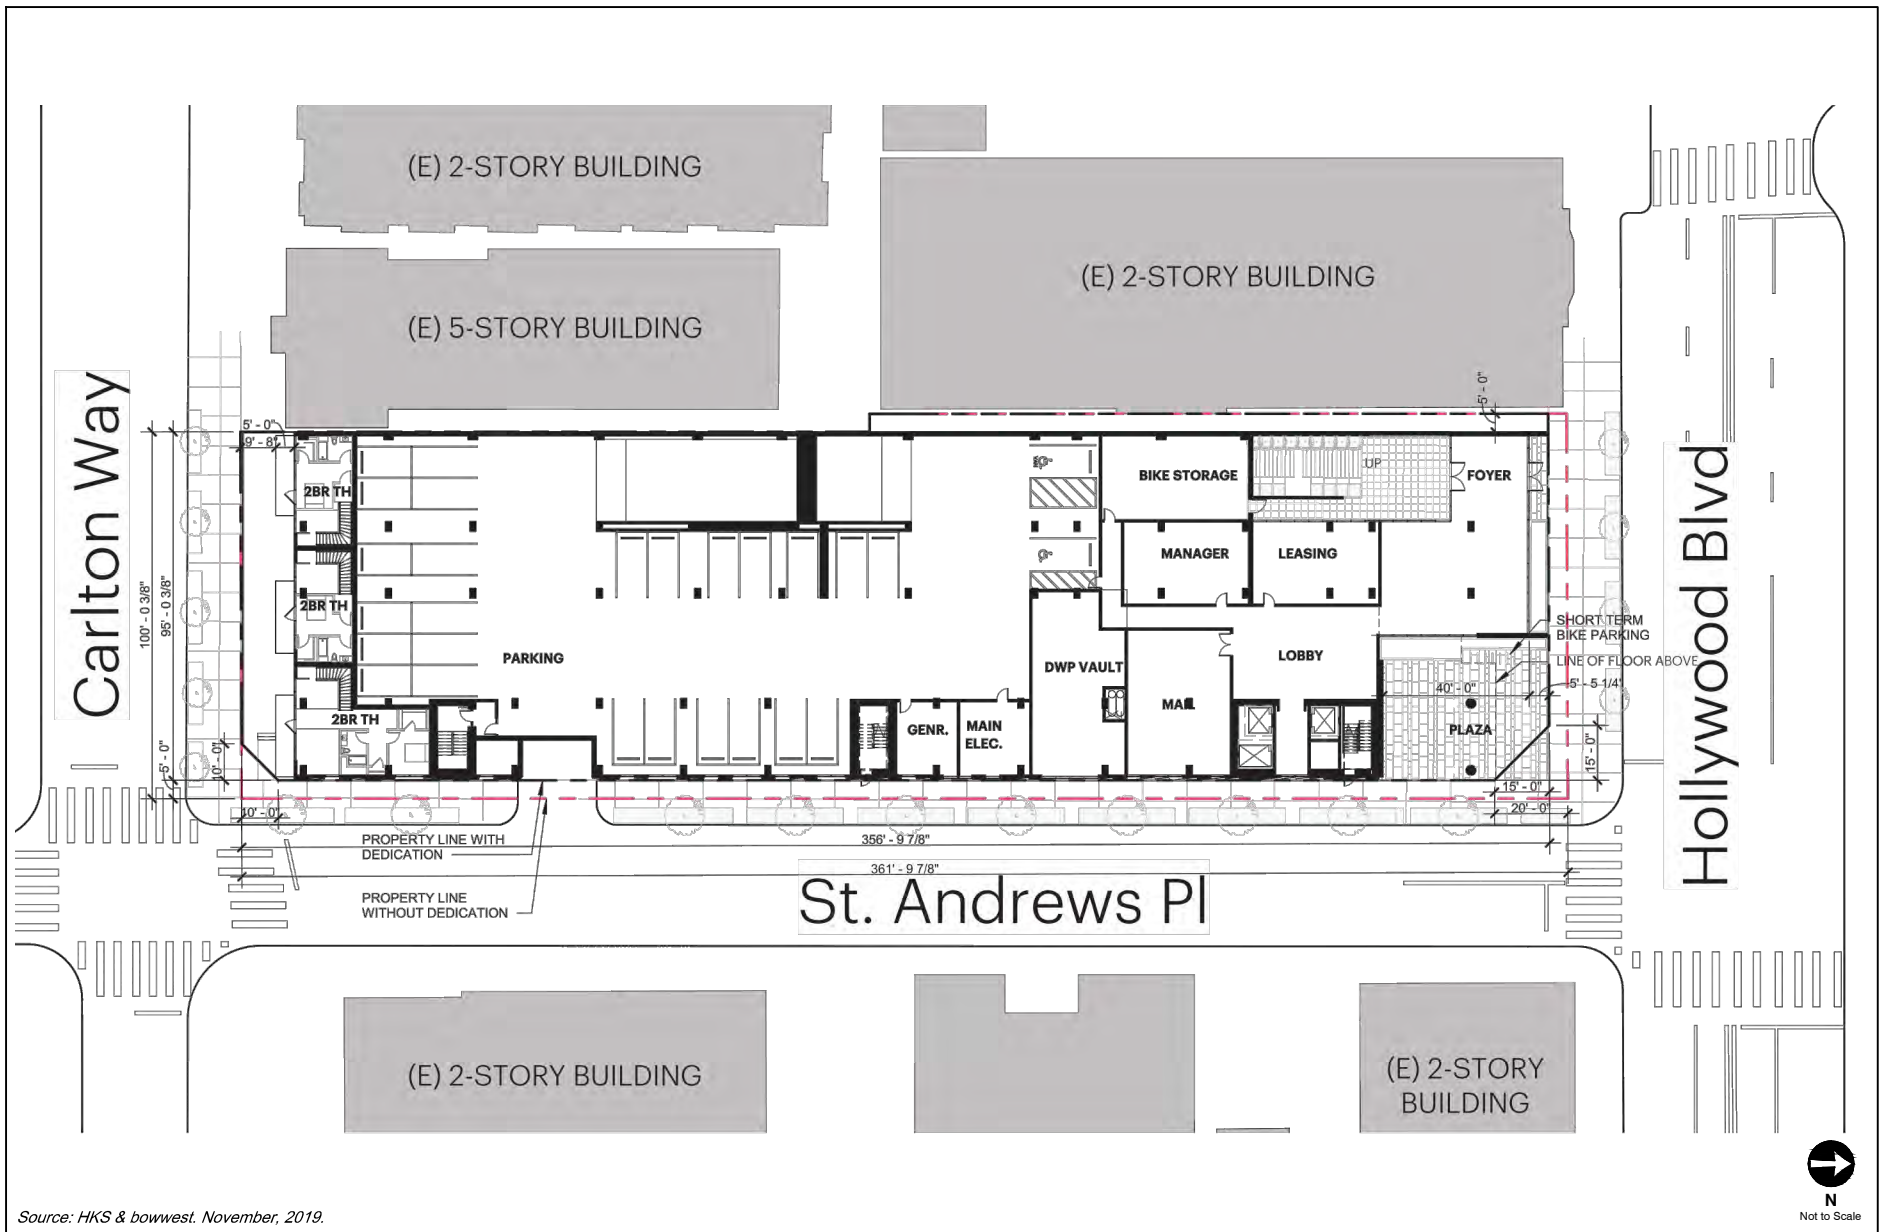 (E) 2-STORY BUILDING
(E) 2-STORY BUILDING
(E) 5-STORY BUILDING
Carlton Way
Hollywood Blvd
St. Andrews Pl
5' - 0"
9' - 8"
5' - 0"
100' - 0 3/8"
95' - 0 3/8"
2BR TH
2BR TH
2BR TH
PARKING
BIKE STORAGE
UP
FOYER
MANAGER
LEASING
LOBBY
DWP VAULT
GENR.
MAIN
ELEC.
PLAZA
SHORT TERM
BIKE PARKING
LINE OF FLOOR ABOVE
40' - 0"
5' - 5 1/4"
15' - 0"
15' - 0"
20' - 0"
5' - 0"
10' - 0"
10' - 0"
PROPERTY LINE WITH
DEDICATION
356' - 9 7/8"
361' - 9 7/8"
PROPERTY LINE
WITHOUT DEDICATION
(E) 2-STORY BUILDING
(E) 2-STORY
BUILDING
N
Not to Scale
Source: HKS & bowwest. November, 2019.